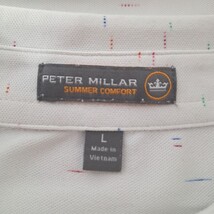 PETER MILLAR
SUMMER COMFORT
L
Made in
Vietnam